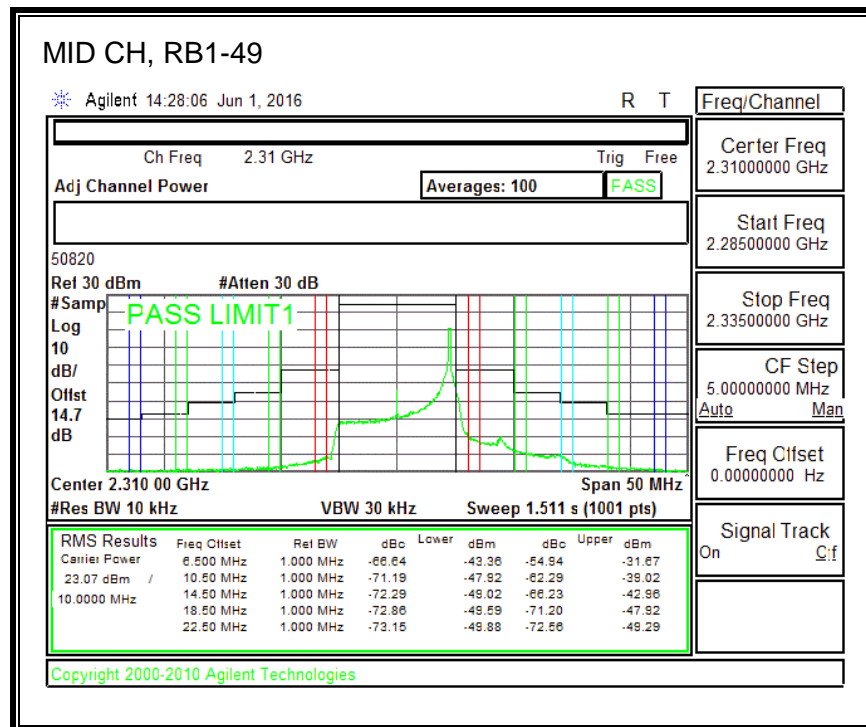 MID CH, RB1-49
Agilent 14:28:06 Jun 1, 2016
R T
Freq/Channel
Ch Freq 2.31 GHz
Trig Free
Adj Channel Power
Averages: 100
PASS
50820
Ref 30 dBm
#Atten 30 dB
#Samp
Log
10
dB/
Offst
14.7
dB
PASS LIMIT1
Center 2.310 00 GHz
Span 50 MHz
#Res BW 10 kHz
VBW 30 kHz
Sweep 1.511 s (1001 pts)
RMS Results Freq Offset Ref BW dBc Lower dBm dBc Upper dBm
Carrier Power 6.500 MHz 1.000 MHz -66.64 -43.36 -54.94 -31.67
23.07 dBm / 10.50 MHz 1.000 MHz -71.19 -47.92 -62.29 -39.02
10.0000 MHz 14.50 MHz 1.000 MHz -72.29 -49.02 -66.23 -42.96
18.50 MHz 1.000 MHz -72.86 -49.59 -71.20 -47.92
22.50 MHz 1.000 MHz -73.15 -49.88 -72.56 -49.29
Center Freq
2.31000000 GHz
Start Freq
2.28500000 GHz
Stop Freq
2.33500000 GHz
CF Step
5.00000000 MHz
Auto Man
Freq Offset
0.00000000 Hz
Signal Track
On Off
Copyright 2000-2010 Agilent Technologies